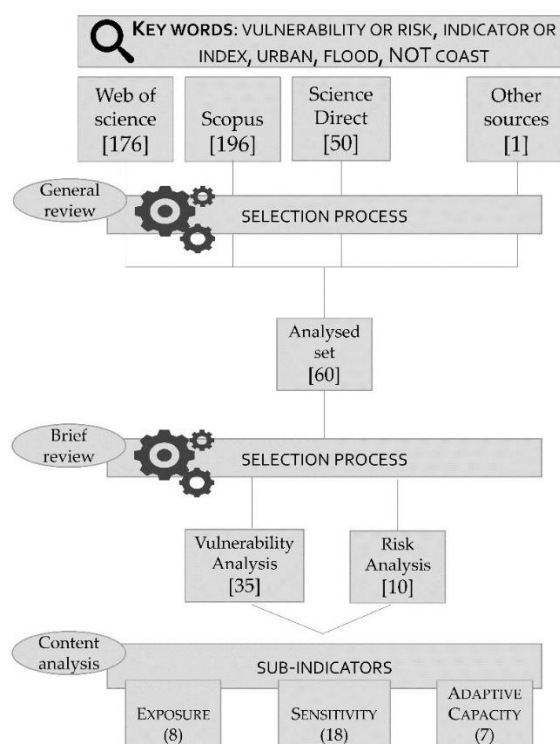 KEY WORDS: VULNERABILITY OR RISK, INDICATOR OR
INDEX, URBAN, FLOOD, NOT COAST
Web of
science
[176]
Scopus
[196]
Science
Direct
[50]
Other
sources
[1]
General
review
SELECTION PROCESS
Analysed
set
[60]
Brief
review
SELECTION PROCESS
Vulnerability
Analysis
[35]
Risk
Analysis
[10]
Content
analysis
SUB-INDICATORS
EXPOSURE
(8)
SENSITIVITY
(18)
ADAPTIVE
CAPACITY
(7)